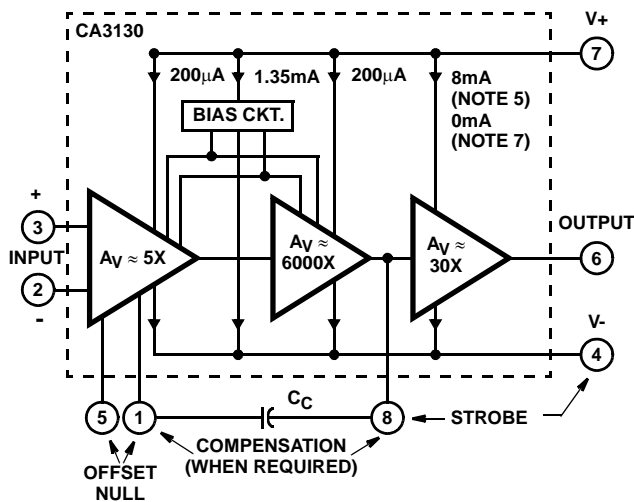 CA3130
V+
7
200μA
1.35mA
200μA
8mA
(NOTE 5)
0mA
(NOTE 7)
BIAS CKT.
+
3
INPUT
2
-
AV ≈ 5X
AV ≈
6000X
AV ≈
30X
OUTPUT
6
V-
4
5
1
CC
8
STROBE
COMPENSATION
(WHEN REQUIRED)
OFFSET
NULL